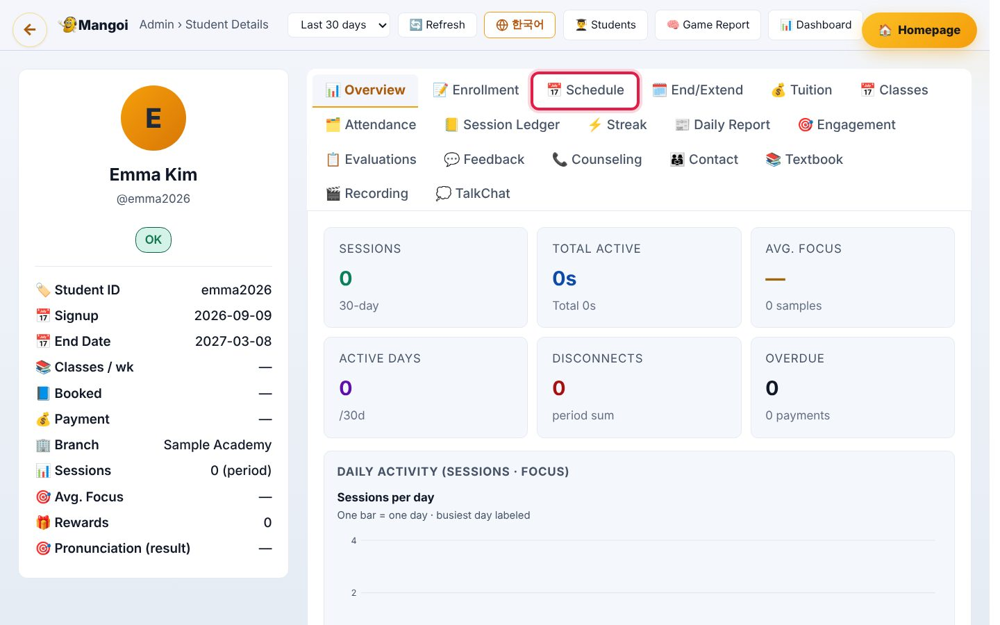 Mangoi
Admin › Student Details
Last 30 days
Refresh
한국어
Students
Game Report
Dashboard
Homepage
E
Emma Kim
@emma2026
OK
Student ID emma2026
Signup 2026-09-09
End Date 2027-03-08
Classes / wk —
Booked —
Payment —
Branch Sample Academy
Sessions 0 (period)
Avg. Focus —
Rewards 0
Pronunciation (result) —
Overview Enrollment Schedule End/Extend Tuition Classes
Attendance Session Ledger Streak Daily Report Engagement
Evaluations Feedback Counseling Contact Textbook
Recording TalkChat
SESSIONS
0
30-day
TOTAL ACTIVE
0s
Total 0s
AVG. FOCUS
—
0 samples
ACTIVE DAYS
0
/30d
DISCONNECTS
0
period sum
OVERDUE
0
0 payments
DAILY ACTIVITY (SESSIONS · FOCUS)
Sessions per day
One bar = one day · busiest day labeled
4
2